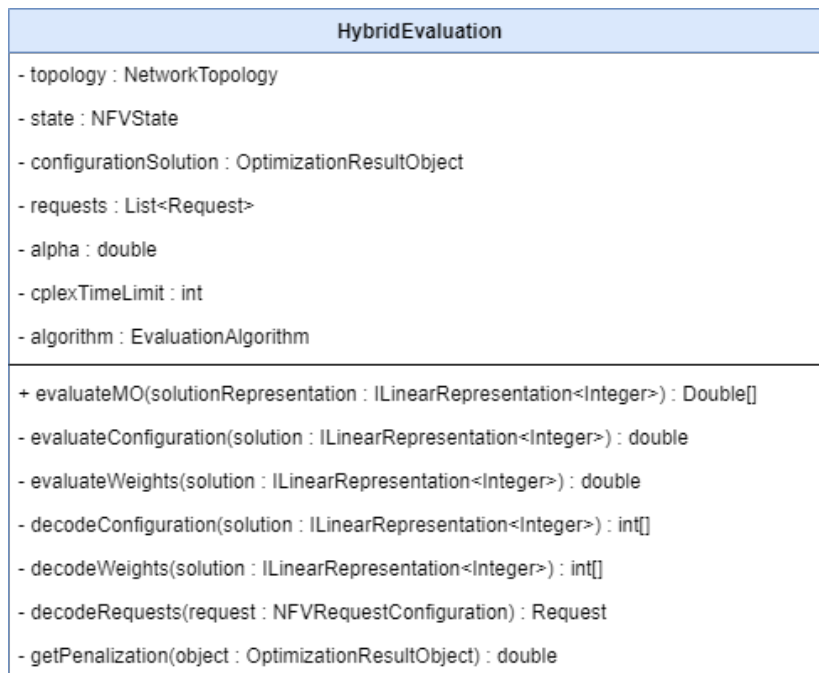 HybridEvaluation
- topology : NetworkTopology
- state : NFVState
- configurationSolution : OptimizationResultObject
- requests : List<Request>
- alpha : double
- cplexTimeLimit : int
- algorithm : EvaluationAlgorithm
+ evaluateMO(solutionRepresentation : ILinearRepresentation<Integer>) : Double[]
- evaluateConfiguration(solution : ILinearRepresentation<Integer>) : double
- evaluateWeights(solution : ILinearRepresentation<Integer>) : double
- decodeConfiguration(solution : ILinearRepresentation<Integer>) : int[]
- decodeWeights(solution : ILinearRepresentation<Integer>) : int[]
- decodeRequests(request : NFVRequestConfiguration) : Request
- getPenalization(object : OptimizationResultObject) : double